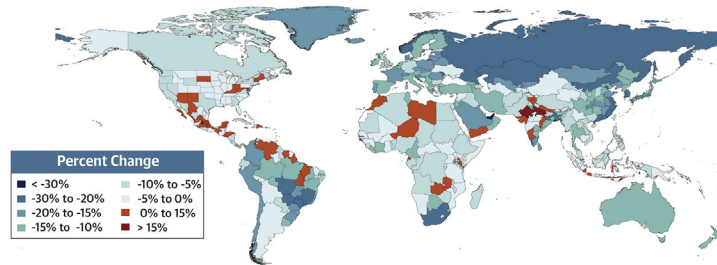 Percent Change
< -30%
-30% to -20%
-20% to -15%
-15% to -10%
-10% to -5%
-5% to 0%
0% to 15%
> 15%